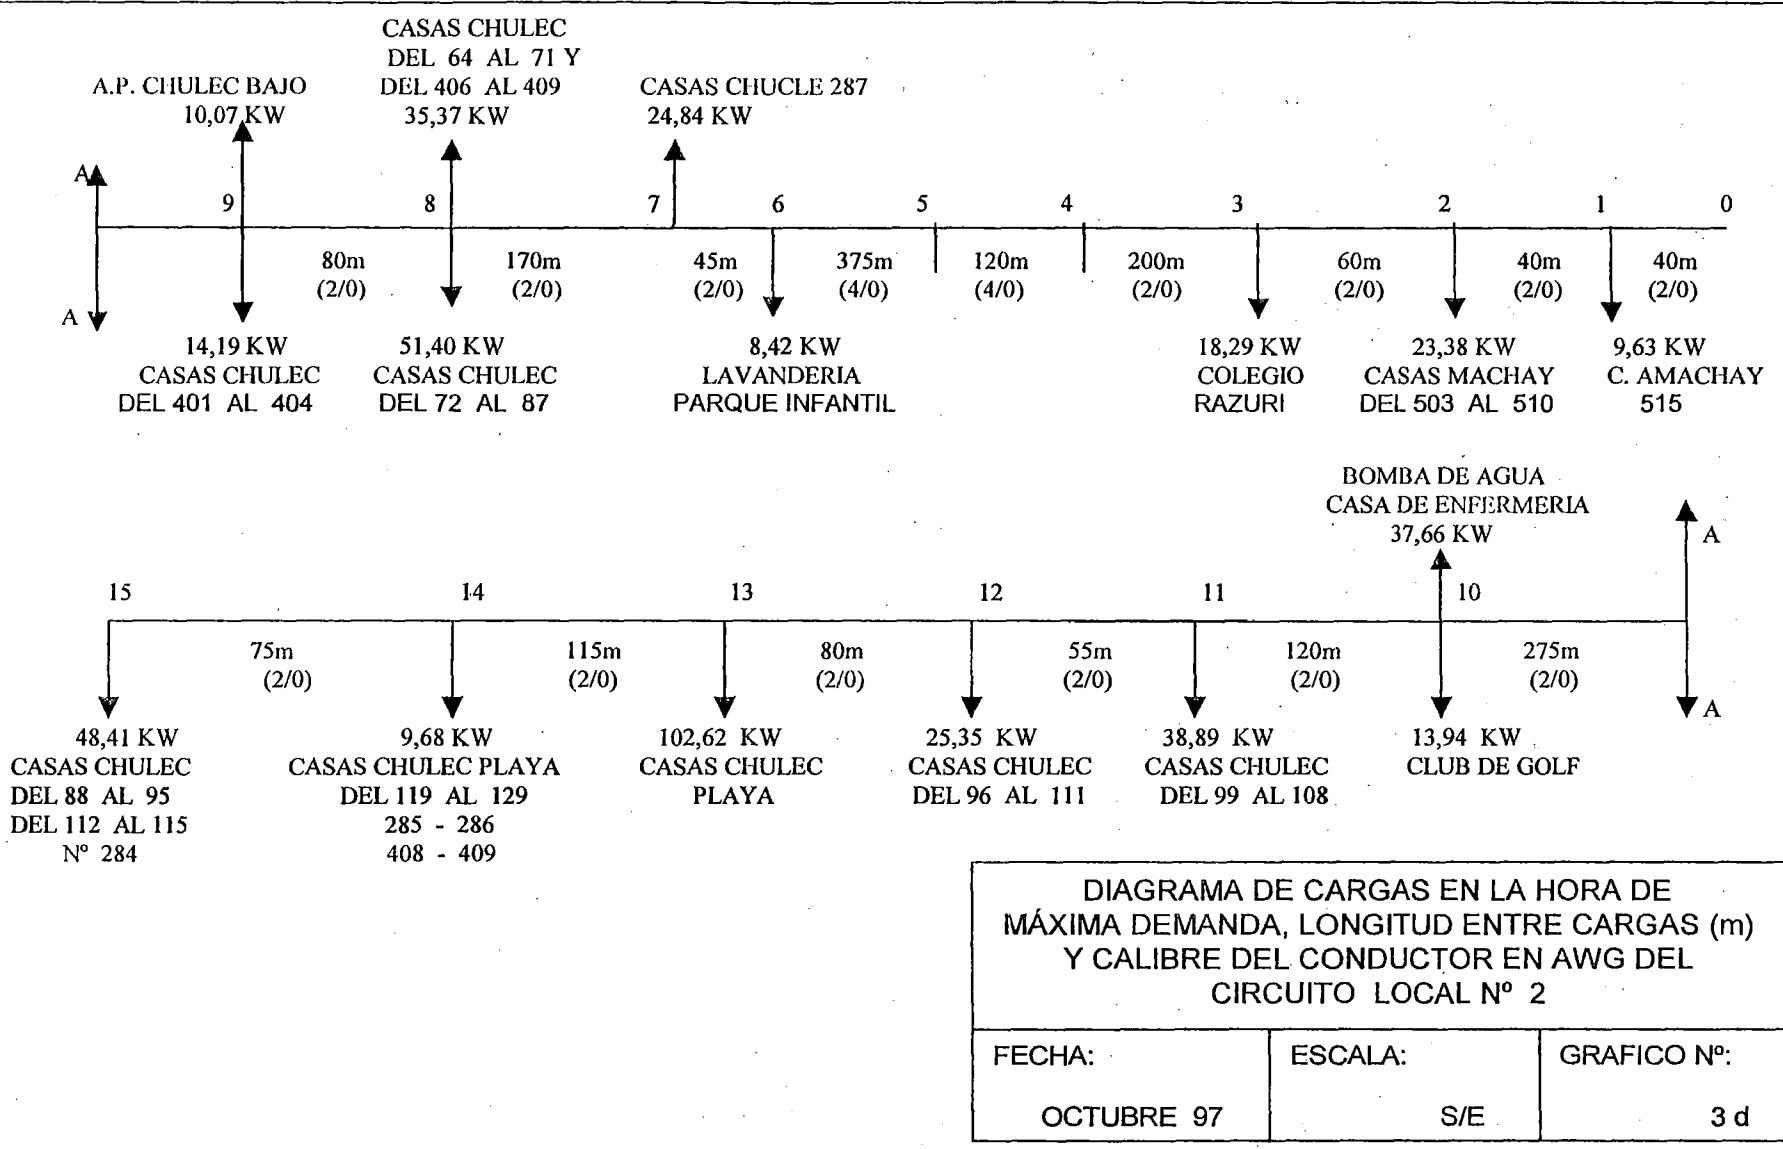 CASAS CHULEC
DEL 64 AL 71 Y
DEL 406 AL 409
35,37 KW
A.P. CHULEC BAJO
10,07 KW
CASAS CHUCLE 287
24,84 KW
A
9 8 7 6 5 4 3 2 1 0
80m 170m 45m 375m 120m 200m 60m 40m 40m
(2/0) (2/0) (2/0) (4/0) (4/0) (2/0) (2/0) (2/0) (2/0)
A
14,19 KW
CASAS CHULEC
DEL 401 AL 404
51,40 KW
CASAS CHULEC
DEL 72 AL 87
8,42 KW
LAVANDERIA
PARQUE INFANTIL
18,29 KW
COLEGIO
RAZURI
23,38 KW
CASAS MACHAY
DEL 503 AL 510
9,63 KW
C. AMACHAY
515
BOMBA DE AGUA
CASA DE ENFERMERIA
37,66 KW
A
15 14 13 12 11 10
75m 115m 80m 55m 120m 275m
(2/0) (2/0) (2/0) (2/0) (2/0) (2/0)
A
48,41 KW
CASAS CHULEC
DEL 88 AL 95
DEL 112 AL 115
Nº 284
9,68 KW
CASAS CHULEC PLAYA
DEL 119 AL 129
285 - 286
408 - 409
102,62 KW
CASAS CHULEC
PLAYA
25,35 KW
CASAS CHULEC
DEL 96 AL 111
38,89 KW
CASAS CHULEC
DEL 99 AL 108
13,94 KW
CLUB DE GOLF
DIAGRAMA DE CARGAS EN LA HORA DE
MÁXIMA DEMANDA, LONGITUD ENTRE CARGAS (m)
Y CALIBRE DEL CONDUCTOR EN AWG DEL
CIRCUITO LOCAL Nº 2
FECHA:
OCTUBRE 97
ESCALA:
S/E
GRAFICO Nº:
3 d